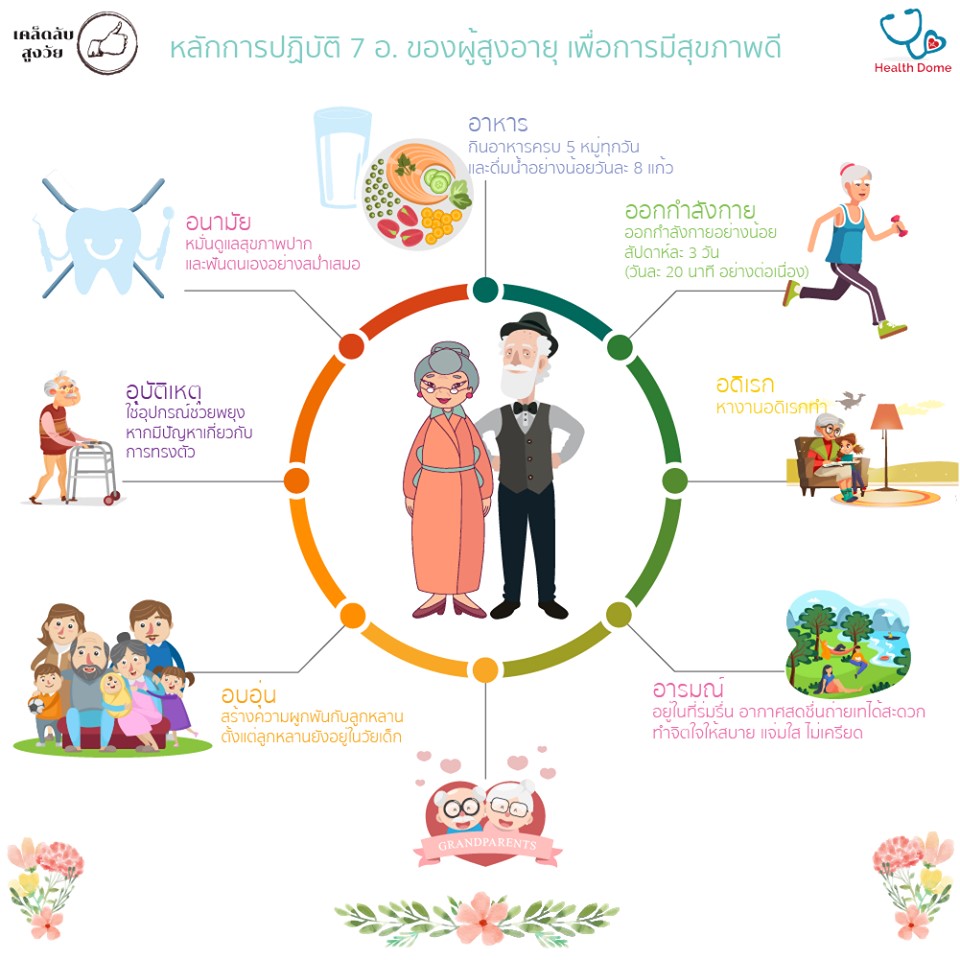 เคล็ดลับ
สูงวัย
หลักการปฏิบัติ 7 อ. ของผู้สูงอายุ เพื่อการมีสุขภาพดี
Health Dome
อาหาร
กินอาหารครบ 5 หมู่ทุกวัน
และดื่มน้ำอย่างน้อยวันละ 8 แก้ว
ออกกำลังกาย
ออกกำลังกายอย่างน้อย
สัปดาห์ละ 3 วัน
(วันละ 20 นาที อย่างต่อเนื่อง)
อดิเรก
หางานอดิเรกทำ
อารมณ์
อยู่ในที่ร่มรื่น อากาศสดชื่นถ่ายเทได้สะดวก
ทำจิตใจให้สบาย แจ่มใส ไม่เครียด
อบอุ่น
สร้างความผูกพันกับลูกหลาน
ตั้งแต่ลูกหลานยังอยู่ในวัยเด็ก
อุบัติเหตุ
ใช้อุปกรณ์ช่วยพยุง
หากมีปัญหาเกี่ยวกับ
การทรงตัว
อนามัย
หมั่นดูแลสุขภาพปาก
และฟันตนเองอย่างสม่ำเสมอ
GRANDPARENTS